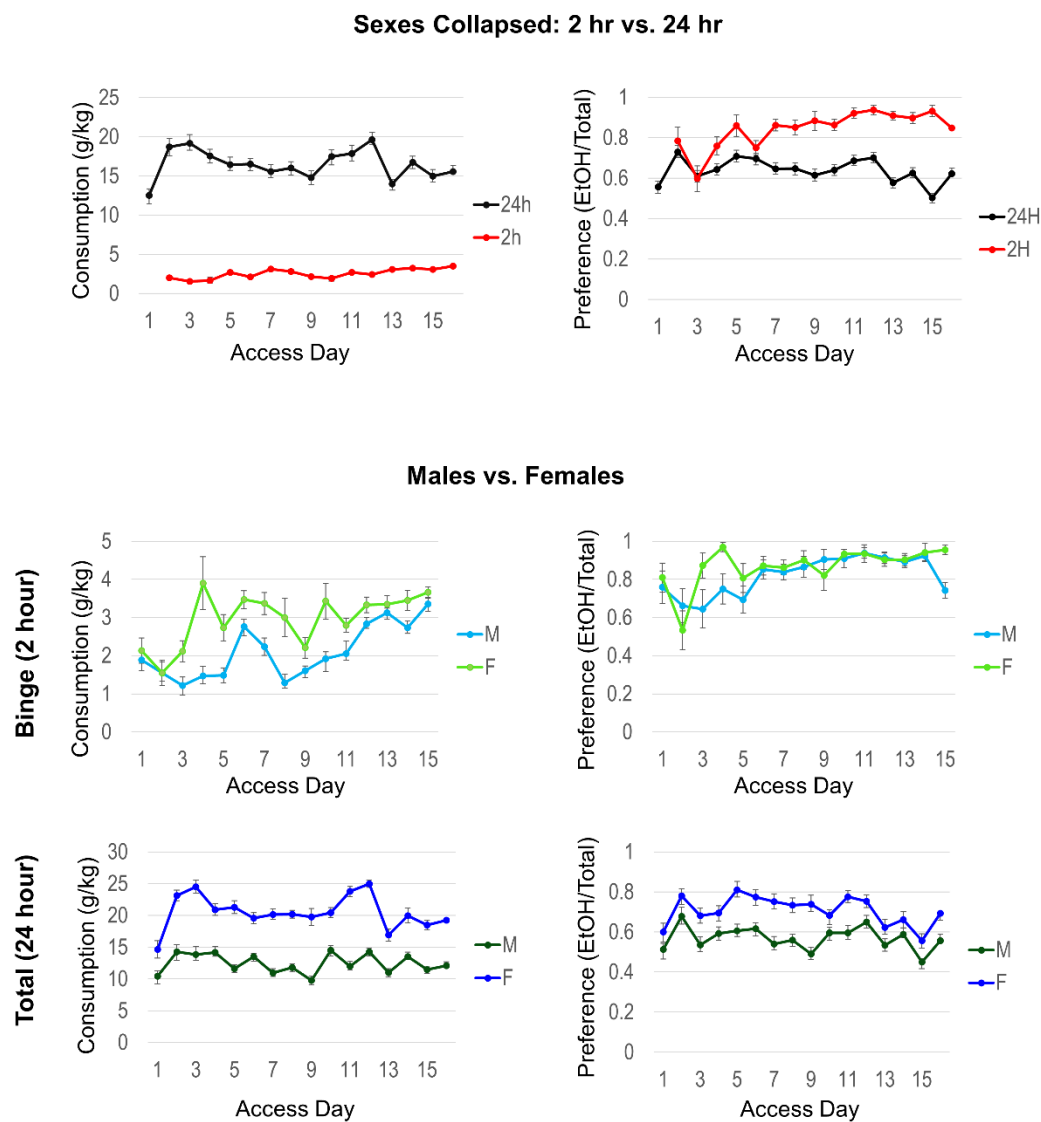 Sexes Collapsed: 2 hr vs. 24 hr
Consumption (g/kg)
25
20
15
10
5
0
1 3 5 7 9 11 13 15
Access Day
24h
2h
Preference (EtOH/Total)
1
0.8
0.6
0.4
0.2
0
1 3 5 7 9 11 13 15
Access Day
24H
2H
Males vs. Females
Binge (2 hour)
Consumption (g/kg)
5
4
3
2
1
0
1 3 5 7 9 11 13 15
Access Day
M
F
Preference (EtOH/Total)
1
0.8
0.6
0.4
0.2
0
1 3 5 7 9 11 13 15
Access Day
M
F
Total (24 hour)
Consumption (g/kg)
30
25
20
15
10
5
0
1 3 5 7 9 11 13 15
Access Day
M
F
Preference (EtOH/Total)
1
0.8
0.6
0.4
0.2
0
1 3 5 7 9 11 13 15
Access Day
M
F